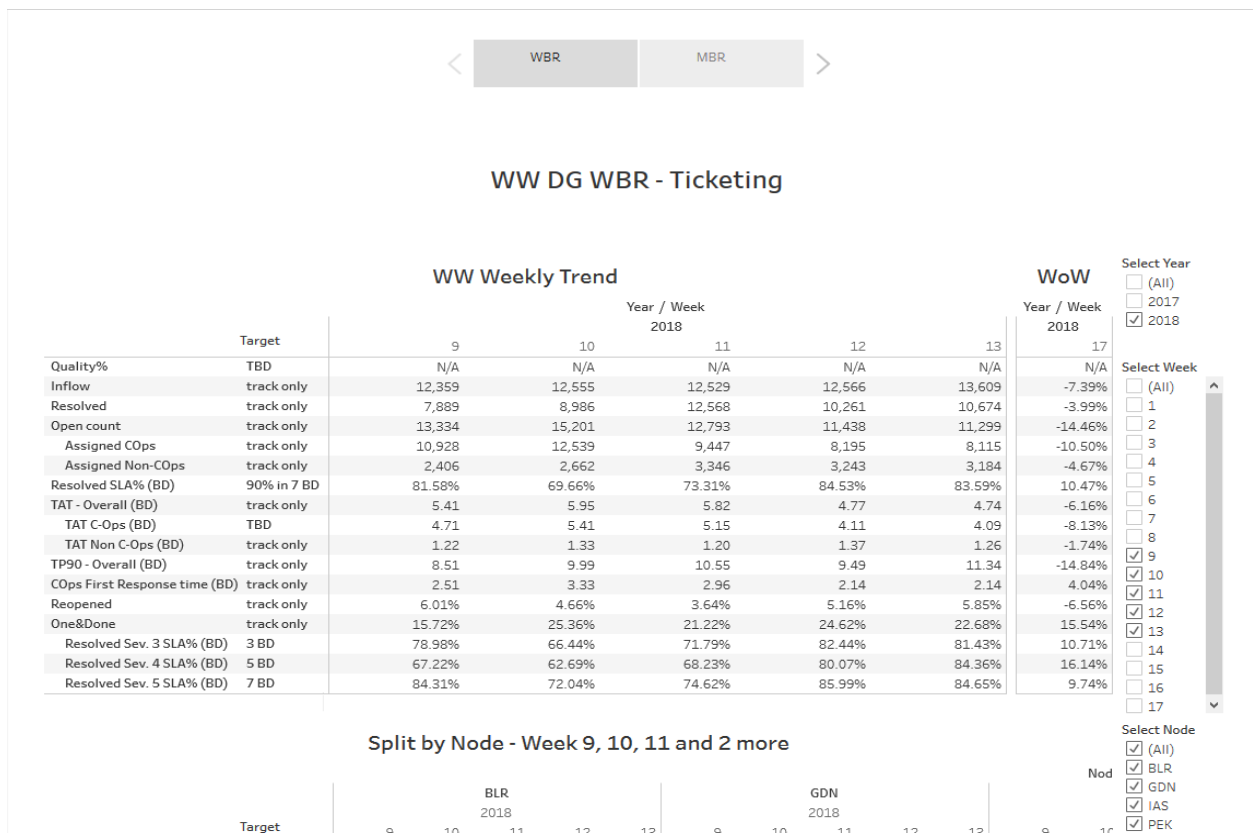 WBR MBR
WW DG WBR - Ticketing
WW Weekly Trend WoW
Year / Week Year / Week
2018 2018
Target 9 10 11 12 13 17
Quality% TBD N/A N/A N/A N/A N/A N/A
Inflow track only 12,359 12,555 12,529 12,566 13,609 -7.39%
Resolved track only 7,889 8,986 12,568 10,261 10,674 -3.99%
Open count track only 13,334 15,201 12,793 11,438 11,299 -14.46%
Assigned COps track only 10,928 12,539 9,447 8,195 8,115 -10.50%
Assigned Non-COps track only 2,406 2,662 3,346 3,243 3,184 -4.67%
Resolved SLA% (BD) 90% in 7 BD 81.58% 69.66% 73.31% 84.53% 83.59% 10.47%
TAT - Overall (BD) track only 5.41 5.95 5.82 4.77 4.74 -6.16%
TAT C-Ops (BD) TBD 4.71 5.41 5.15 4.11 4.09 -8.13%
TAT Non C-Ops (BD) track only 1.22 1.33 1.20 1.37 1.26 -1.74%
TP90 - Overall (BD) track only 8.51 9.99 10.55 9.49 11.34 -14.84%
COps First Response time (BD) track only 2.51 3.33 2.96 2.14 2.14 4.04%
Reopened track only 6.01% 4.66% 3.64% 5.16% 5.85% -6.56%
One&Done track only 15.72% 25.36% 21.22% 24.62% 22.68% 15.54%
Resolved Sev. 3 SLA% (BD) 3 BD 78.98% 66.44% 71.79% 82.44% 81.43% 10.71%
Resolved Sev. 4 SLA% (BD) 5 BD 67.22% 62.69% 68.23% 80.07% 84.36% 16.14%
Resolved Sev. 5 SLA% (BD) 7 BD 84.31% 72.04% 74.62% 85.99% 84.65% 9.74%
Select Year
(All)
2017
2018
Select Week
(All)
1
2
3
4
5
6
7
8
9
10
11
12
13
14
15
16
17
Split by Node - Week 9, 10, 11 and 2 more
Nod
BLR GDN
2018 2018
Target 9 10 11 12 13 9 10 11 12 13 9 10
Select Node
(All)
BLR
GDN
IAS
PEK